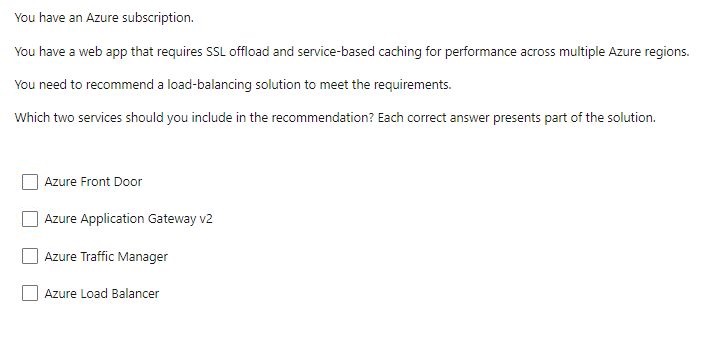 You have an Azure subscription.
You have a web app that requires SSL offload and service-based caching for performance across multiple Azure regions.
You need to recommend a load-balancing solution to meet the requirements.
Which two services should you include in the recommendation? Each correct answer presents part of the solution.
Azure Front Door
Azure Application Gateway v2
Azure Traffic Manager
Azure Load Balancer